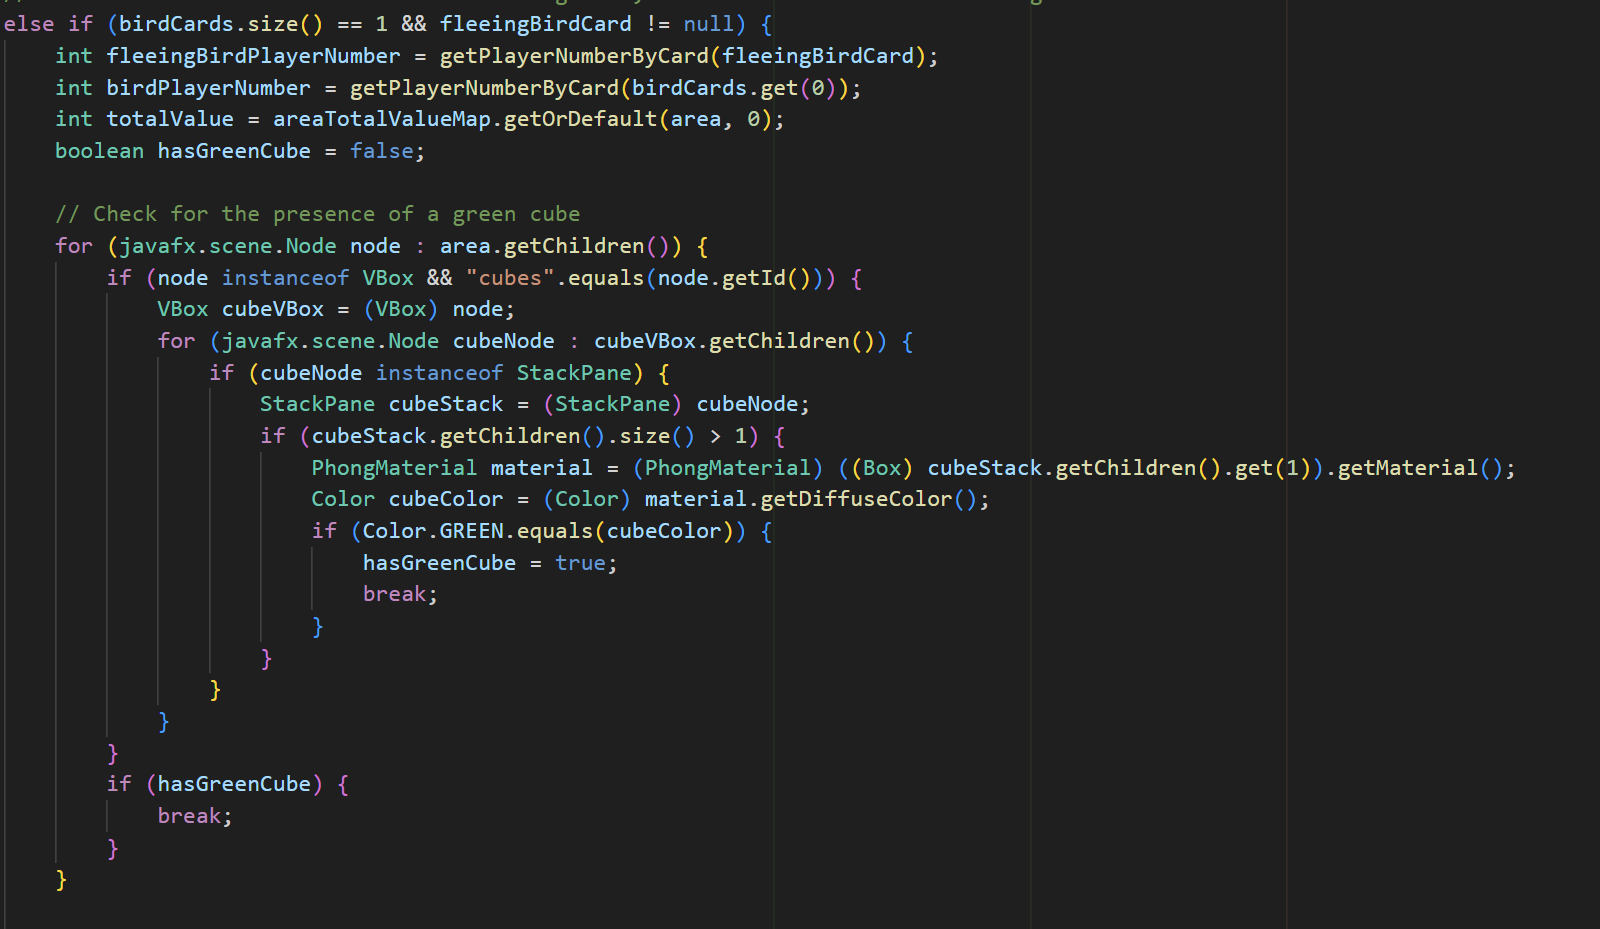 else if (birdCards.size() == 1 && fleeingBirdCard != null) {
    int fleeingBirdPlayerNumber = getPlayerNumberByCard(fleeingBirdCard);
    int birdPlayerNumber = getPlayerNumberByCard(birdCards.get(0));
    int totalValue = areaTotalValueMap.getOrDefault(area, 0);
    boolean hasGreenCube = false;

    // Check for the presence of a green cube
    for (javafx.scene.Node node : area.getChildren()) {
        if (node instanceof VBox && "cubes".equals(node.getId())) {
            VBox cubeVBox = (VBox) node;
            for (javafx.scene.Node cubeNode : cubeVBox.getChildren()) {
                if (cubeNode instanceof StackPane) {
                    StackPane cubeStack = (StackPane) cubeNode;
                    if (cubeStack.getChildren().size() > 1) {
                        PhongMaterial material = (PhongMaterial) ((Box) cubeStack.getChildren().get(1)).getMaterial();
                        Color cubeColor = (Color) material.getDiffuseColor();
                        if (Color.GREEN.equals(cubeColor)) {
                            hasGreenCube = true;
                            break;
                        }
                    }
                }
            }
        }
        if (hasGreenCube) {
            break;
        }
    }